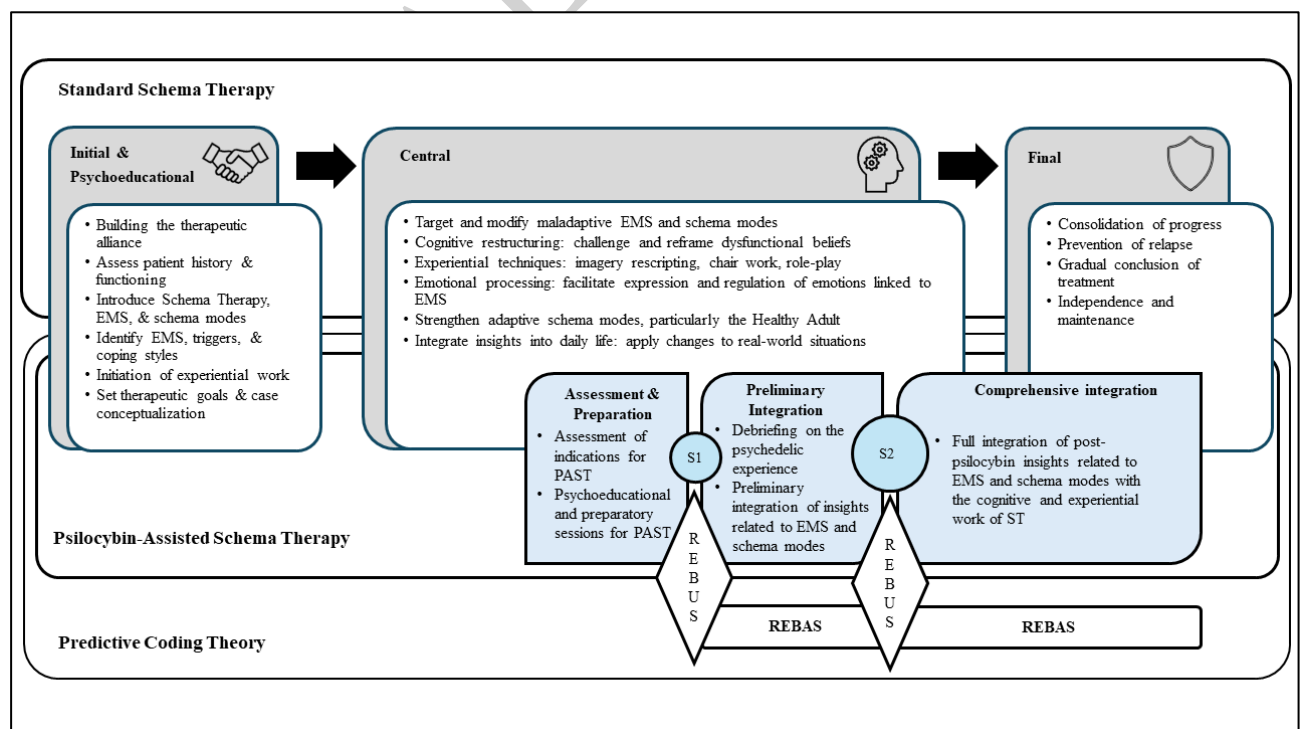 Standard Schema Therapy
Initial &
Psychoeducational
• Building the therapeutic
alliance
• Assess patient history &
functioning
• Introduce Schema Therapy,
EMS, & schema modes
• Identify EMS, triggers, &
coping styles
• Initiation of experiential work
• Set therapeutic goals & case
conceptualization
Central
• Target and modify maladaptive EMS and schema modes
• Cognitive restructuring: challenge and reframe dysfunctional beliefs
• Experiential techniques: imagery rescripting, chair work, role-play
• Emotional processing: facilitate expression and regulation of emotions linked to
EMS
• Strengthen adaptive schema modes, particularly the Healthy Adult
• Integrate insights into daily life: apply changes to real-world situations
Final
• Consolidation of progress
• Prevention of relapse
• Gradual conclusion of
treatment
• Independence and
maintenance
Psilocybin-Assisted Schema Therapy
Assessment &
Preparation
• Assessment of
indications for
PAST
• Psychoeducational
and preparatory
sessions for PAST
S1
Preliminary
Integration
• Debriefing on the
psychedelic
experience
• Preliminary
integration of insights
related to EMS and
schema modes
S2
Comprehensive integration
• Full integration of post-
psilocybin insights related to
EMS and schema modes with
the cognitive and experiential
work of ST
Predictive Coding Theory
R
E
B
U
S
REBAS
R
E
B
U
S
REBAS